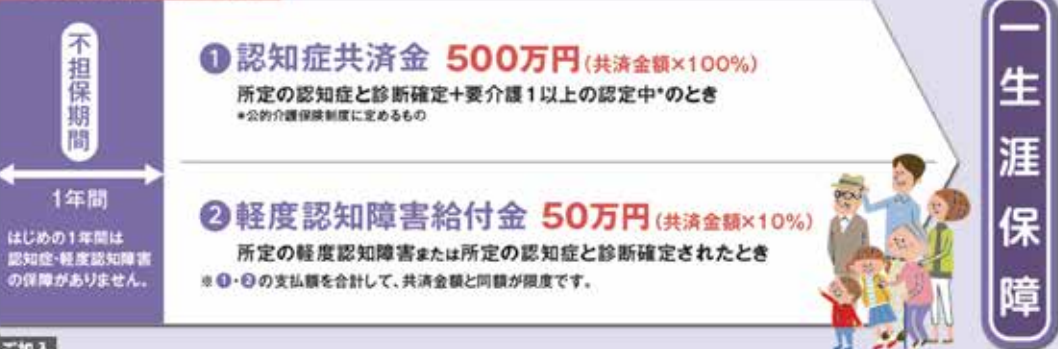 不担保期間
1年間
はじめの1年間は
認知症・軽度認知障害
の保障がありません。
❶認知症共済金 500万円(共済金額×100%)
所定の認知症と診断確定+要介護1以上の認定中*のとき
*公的介護保険制度に定めるもの
❷軽度認知障害給付金 50万円(共済金額×10%)
所定の軽度認知障害または所定の認知症と診断確定されたとき
※❶・❷の支払額を合計して、共済金額と同額が限度です。
一生涯保障
ご加入